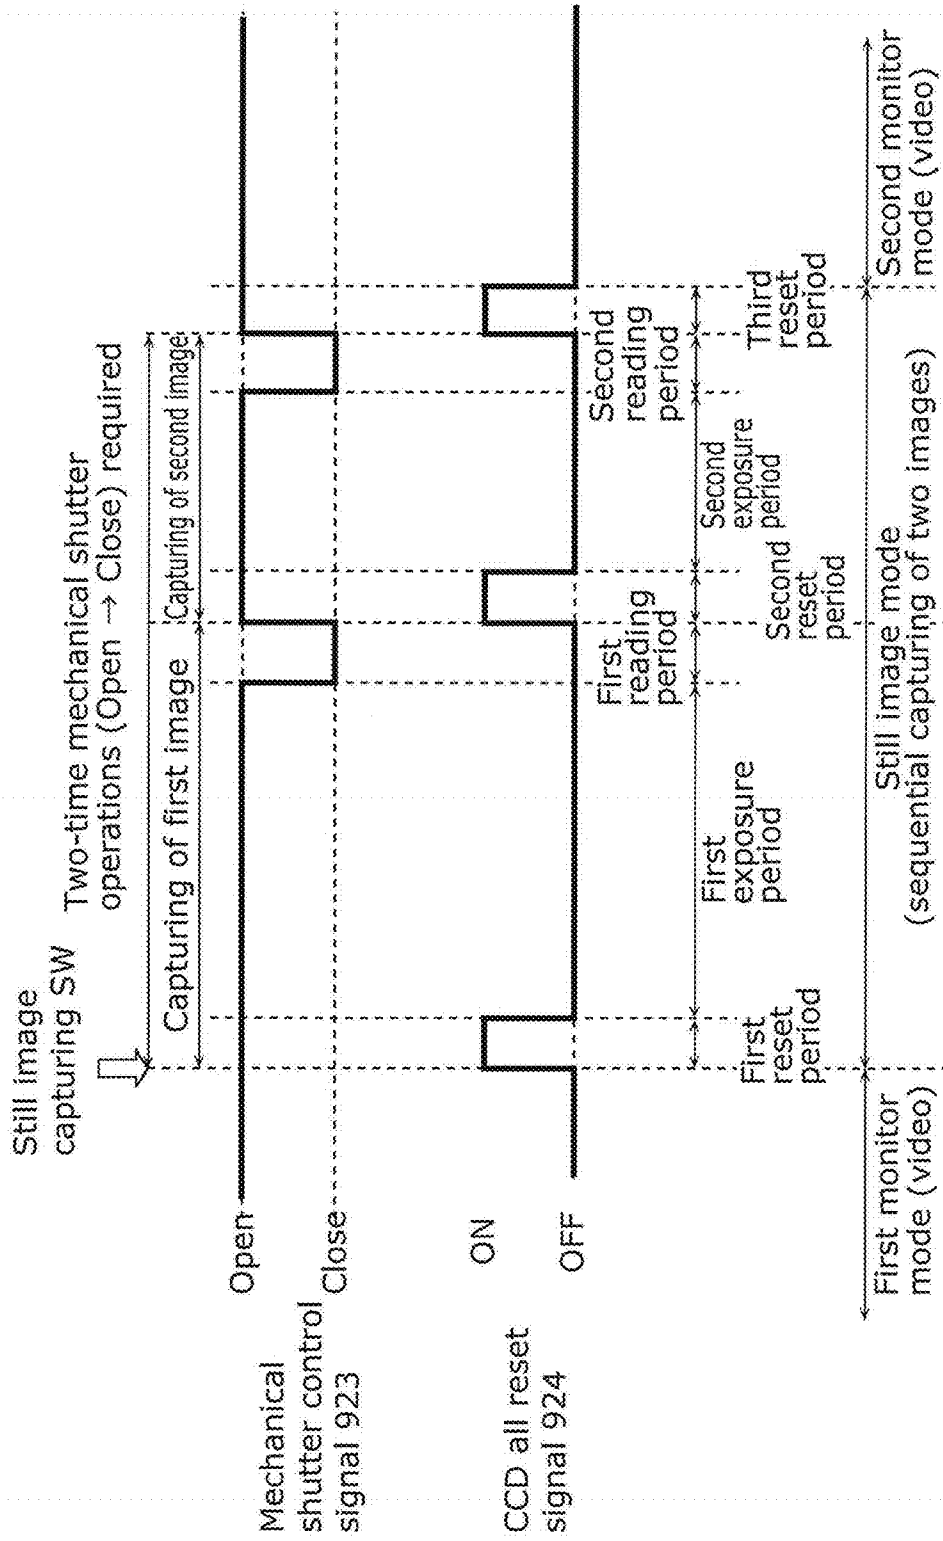 Still image
capturing SW
Two-time mechanical shutter
operations (Open → Close) required
Capturing of first image
Capturing of second image
Mechanical
shutter control
signal 923
Open
Close
CCD all reset
signal 924
ON
OFF
First
reading
period
Second
reading
period
First
reset
period
First
exposure
period
Second
reset
period
Second
exposure
period
Third
reset
period
First monitor
mode (video)
Still image mode
(sequential capturing of two images)
Second monitor
mode (video)